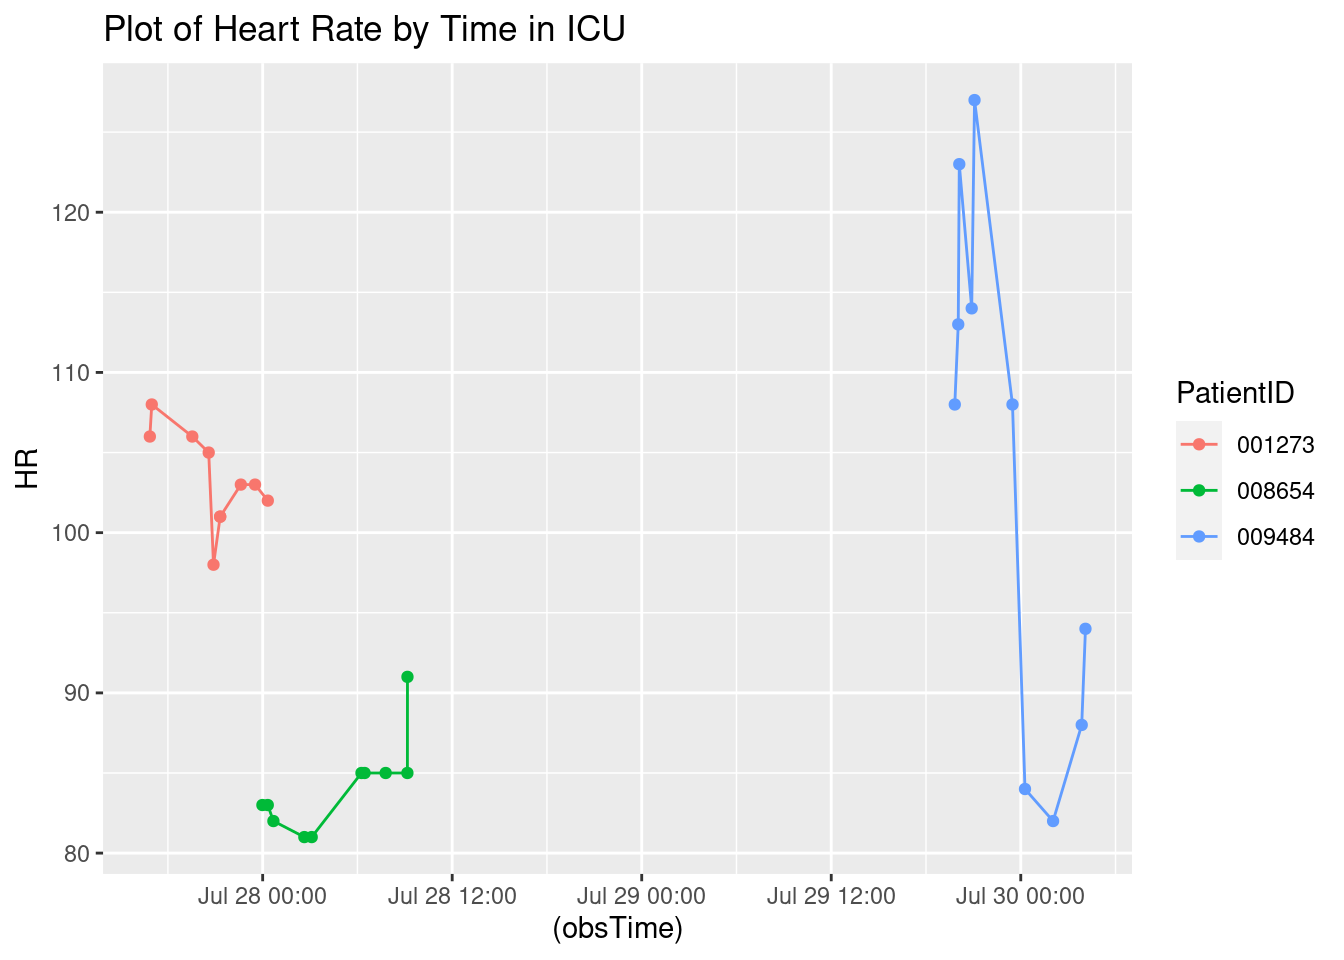 Plot of Heart Rate by Time in ICU
HR
120
110
100
90
80
Jul 28 00:00 Jul 28 12:00 Jul 29 00:00 Jul 29 12:00 Jul 30 00:00
(obsTime)
PatientID
001273
008654
009484